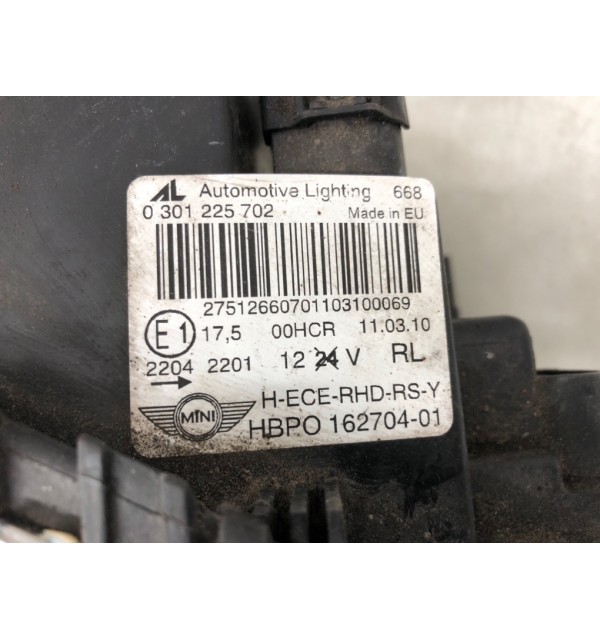 AL Automotive Lighting 668
0 301 225 702 Made in EU
27512660701103100069
E1 17,5 00HCR 11.03.10
2204 2201 12 24 V RL
MINI H-ECE-RHD-RS-Y
HBPO 162704-01